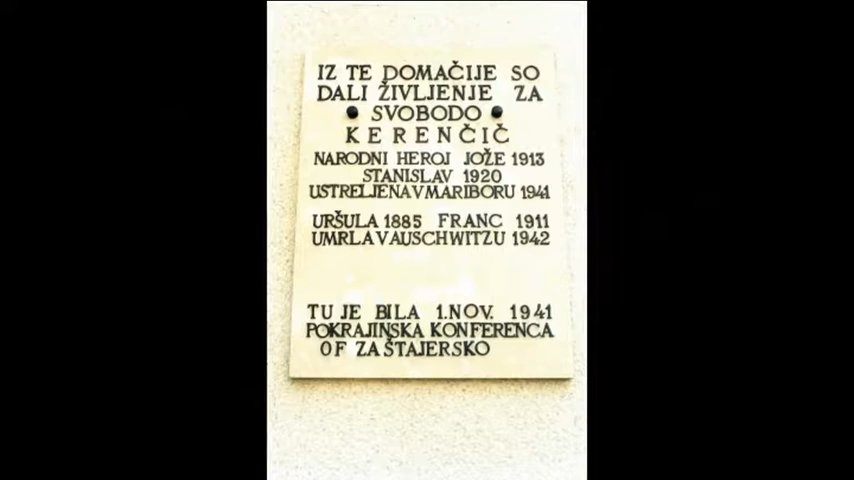 IZ TE DOMAČIJE SO
DALI ŽIVLJENJE ZA
• SVOBODO •
KERENČIČ
NARODNI HEROJ JOŽE 1913
STANISLAV 1920
USTRELJENA V MARIBORU 1941
URŠULA 1885 FRANC 1911
UMRLA V AUSCHWITZU 1942
TU JE BILA 1. NOV. 1941
POKRAJINSKA KONFERENCA
OF ZA ŠTAJERSKO